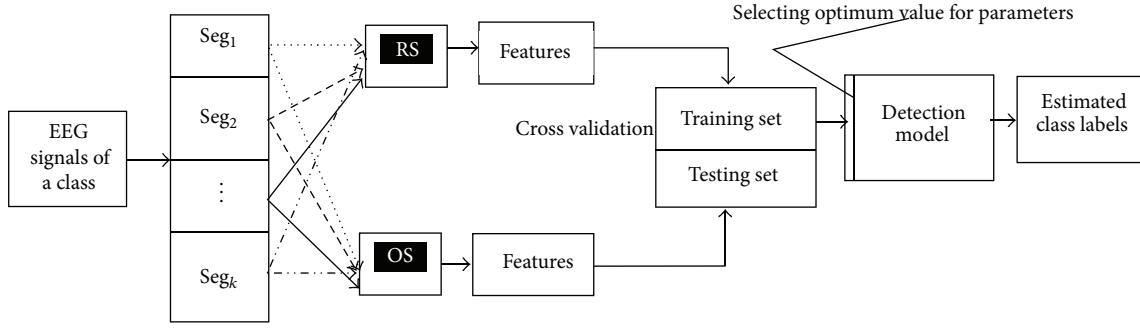 Selecting optimum value for parameters
EEG
signals of
a class
Seg1
Seg2
⋮
Segk
RS
OS
Features
Features
Cross validation
Training set
Testing set
Detection
model
Estimated
class labels